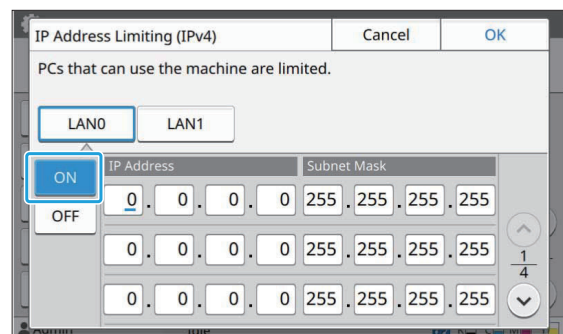 IP Address Limiting (IPv4) Cancel OK
PCs that can use the machine are limited.
LAN0 LAN1
ON IP Address Subnet Mask
0 . 0 . 0 . 0 255 . 255 . 255 . 255
OFF
0 . 0 . 0 . 0 255 . 255 . 255 . 255
1
4
0 . 0 . 0 . 0 255 . 255 . 255 . 255